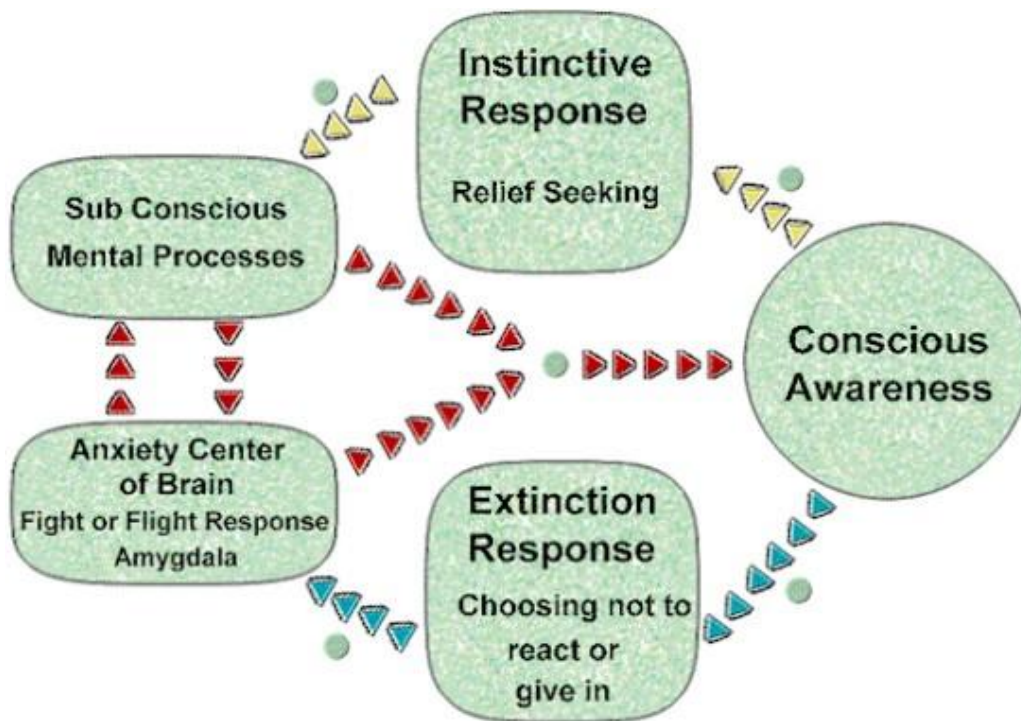 Instinctive
Response
Relief Seeking
Sub Conscious
Mental Processes
Conscious
Awareness
Anxiety Center
of Brain
Fight or Flight Response
Amygdala
Extinction
Response
Choosing not to
react or
give in